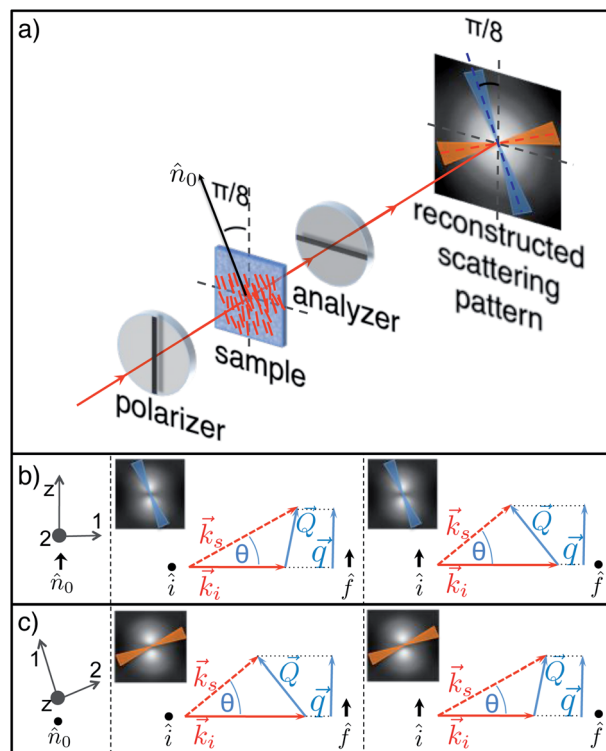 a)
π/8
n̂₀
π/8
reconstructed
scattering
pattern
analyzer
sample
polarizer
b)
z
1
2
n̂₀
k⃗ₛ
Q⃗
θ
q⃗
î
k⃗ᵢ
f̂
k⃗ₛ
Q⃗
θ
q⃗
î
k⃗ᵢ
f̂
c)
1
2
z
n̂₀
k⃗ₛ
Q⃗
θ
q⃗
î
k⃗ᵢ
f̂
k⃗ₛ
Q⃗
θ
q⃗
î
k⃗ᵢ
f̂